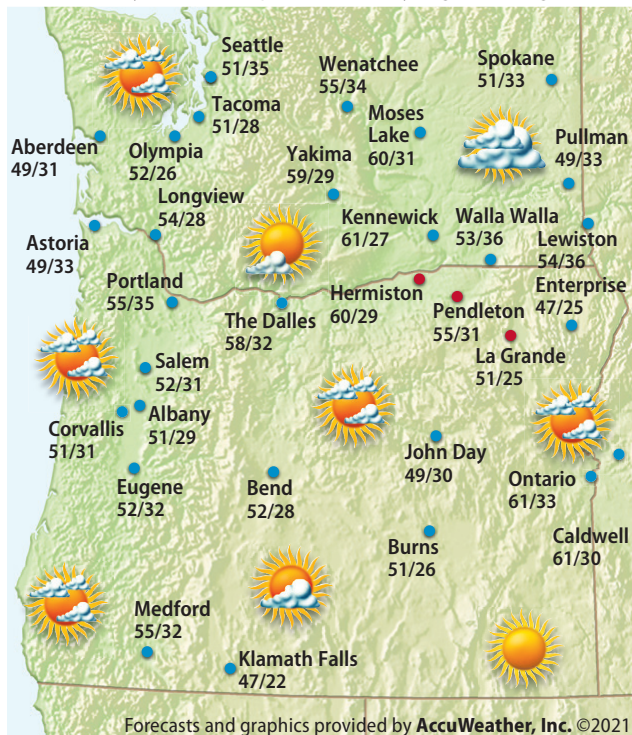 Seattle
51/35
Wenatchee
55/34
Spokane
51/33
Tacoma
51/28
Moses
Lake
60/31
Aberdeen
49/31
Olympia
52/26
Yakima
59/29
Pullman
49/33
Longview
54/28
Kennewick
61/27
Walla Walla
53/36
Lewiston
54/36
Astoria
49/33
Portland
55/35
The Dalles
58/32
Hermiston
60/29
Pendleton
55/31
Enterprise
47/25
La Grande
51/25
Salem
52/31
Albany
51/29
Corvallis
51/31
John Day
49/30
Ontario
61/33
Eugene
52/32
Bend
52/28
Burns
51/26
Caldwell
61/30
Medford
55/32
Klamath Falls
47/22
Forecasts and graphics provided by AccuWeather, Inc. ©2021